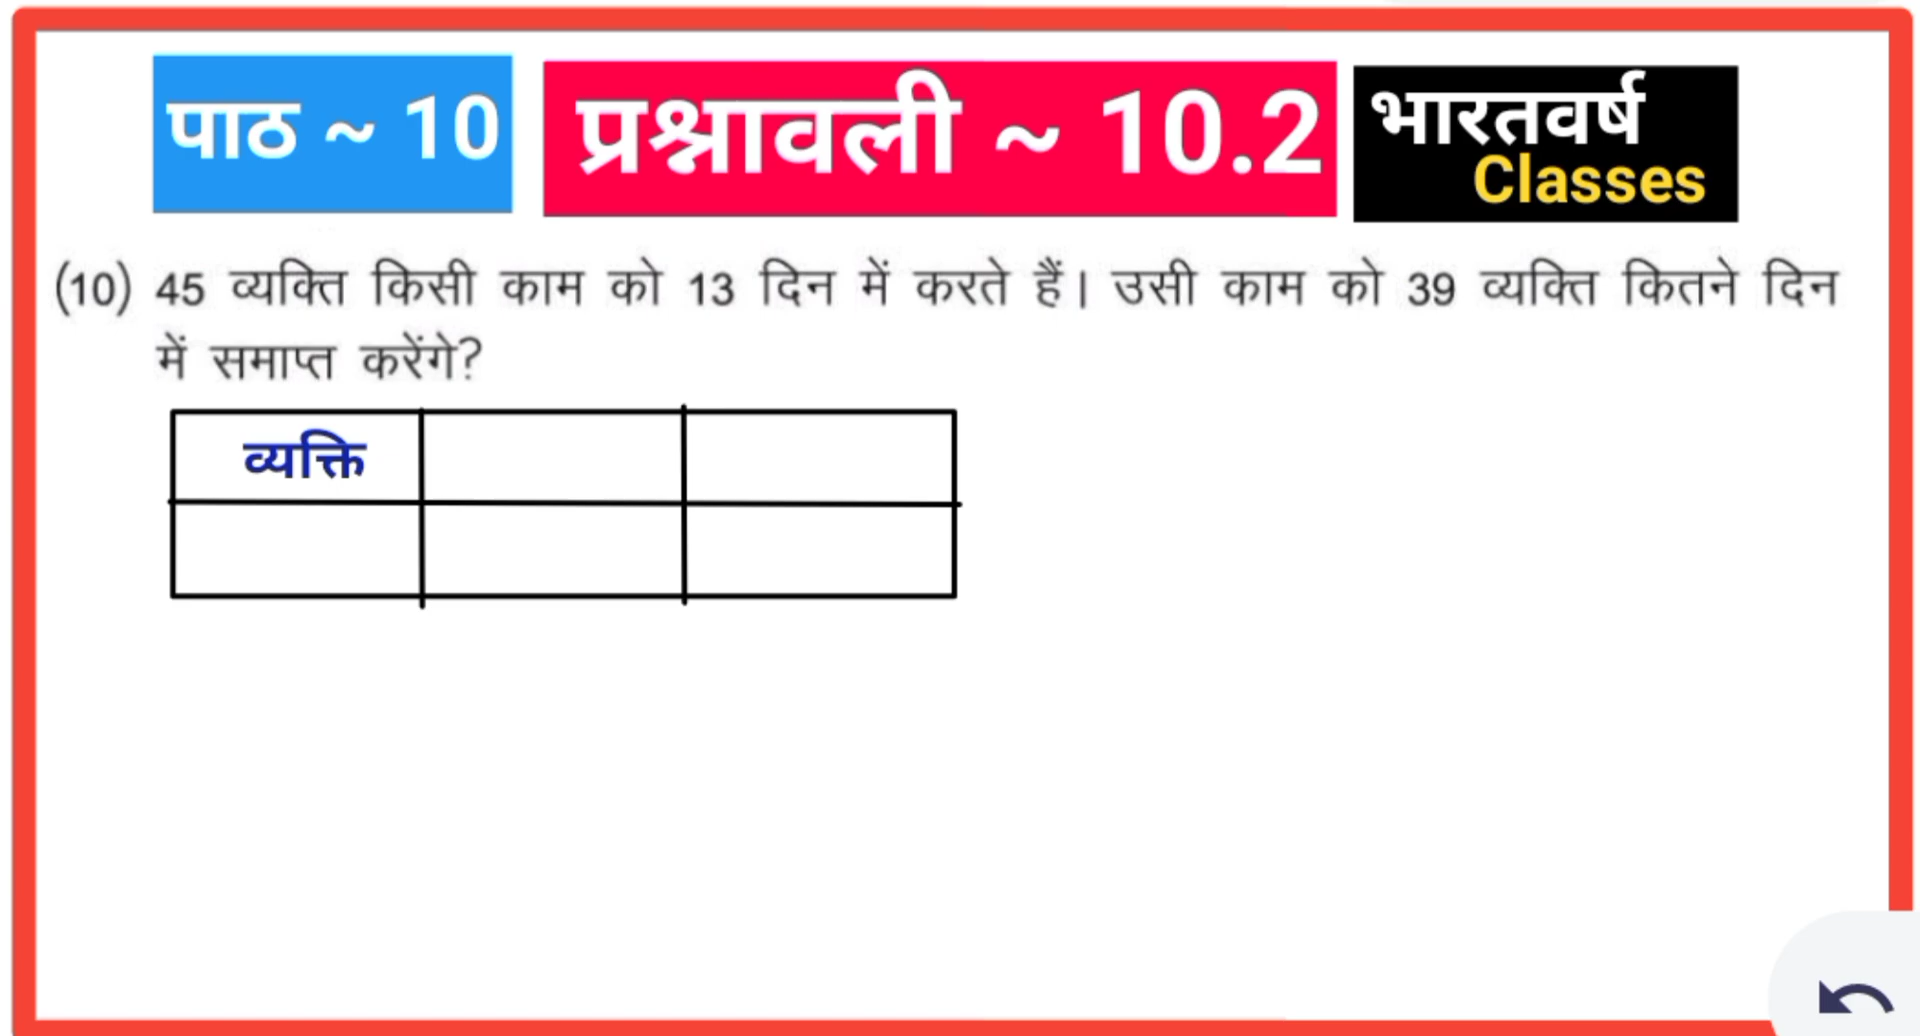 पाठ ~ 10
प्रश्नावली ~ 10.2
भारतवर्ष
Classes
(10) 45 व्यक्ति किसी काम को 13 दिन में करते हैं। उसी काम को 39 व्यक्ति कितने दिन
में समाप्त करेंगे?
व्यक्ति